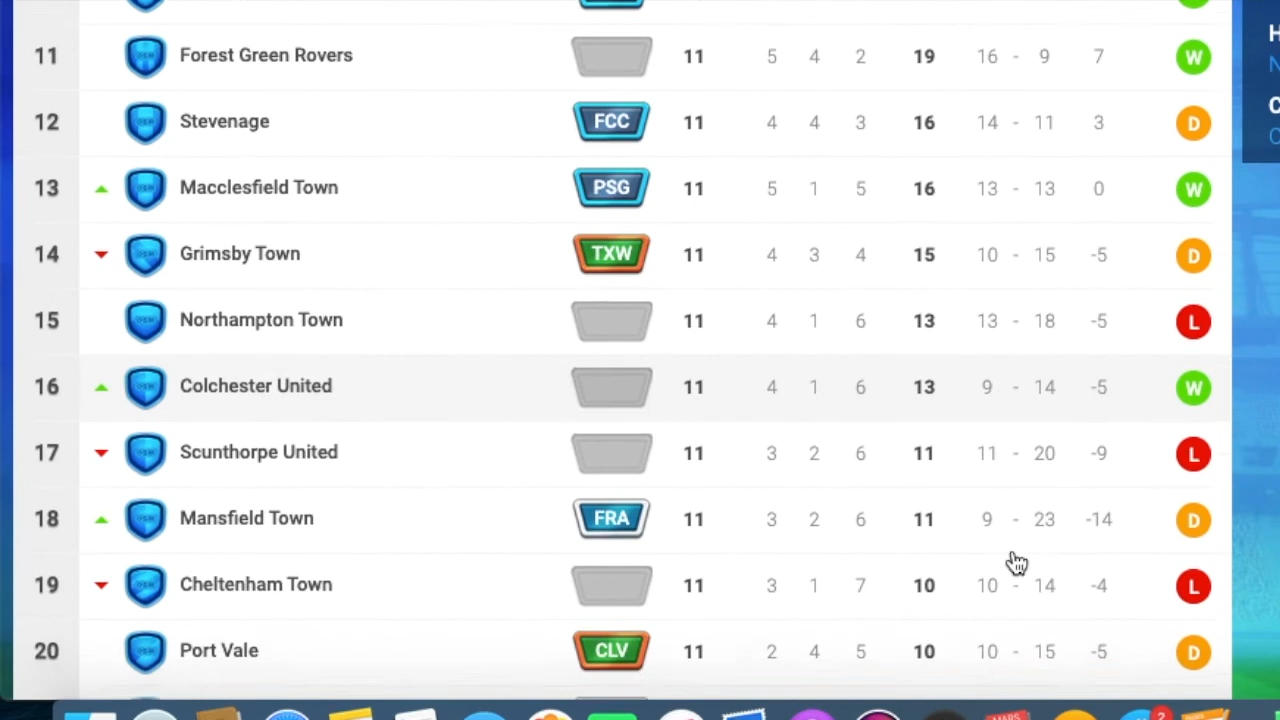 11 Forest Green Rovers 11 5 4 2 19 16 - 9 7 W
12 Stevenage FCC 11 4 4 3 16 14 - 11 3 D
13 Macclesfield Town PSG 11 5 1 5 16 13 - 13 0 W
14 Grimsby Town TXW 11 4 3 4 15 10 - 15 -5 D
15 Northampton Town 11 4 1 6 13 13 - 18 -5 L
16 Colchester United 11 4 1 6 13 9 - 14 -5 W
17 Scunthorpe United 11 3 2 6 11 11 - 20 -9 L
18 Mansfield Town FRA 11 3 2 6 11 9 - 23 -14 D
19 Cheltenham Town 11 3 1 7 10 10 - 14 -4 L
20 Port Vale CLV 11 2 4 5 10 10 - 15 -5 D
MARS 2